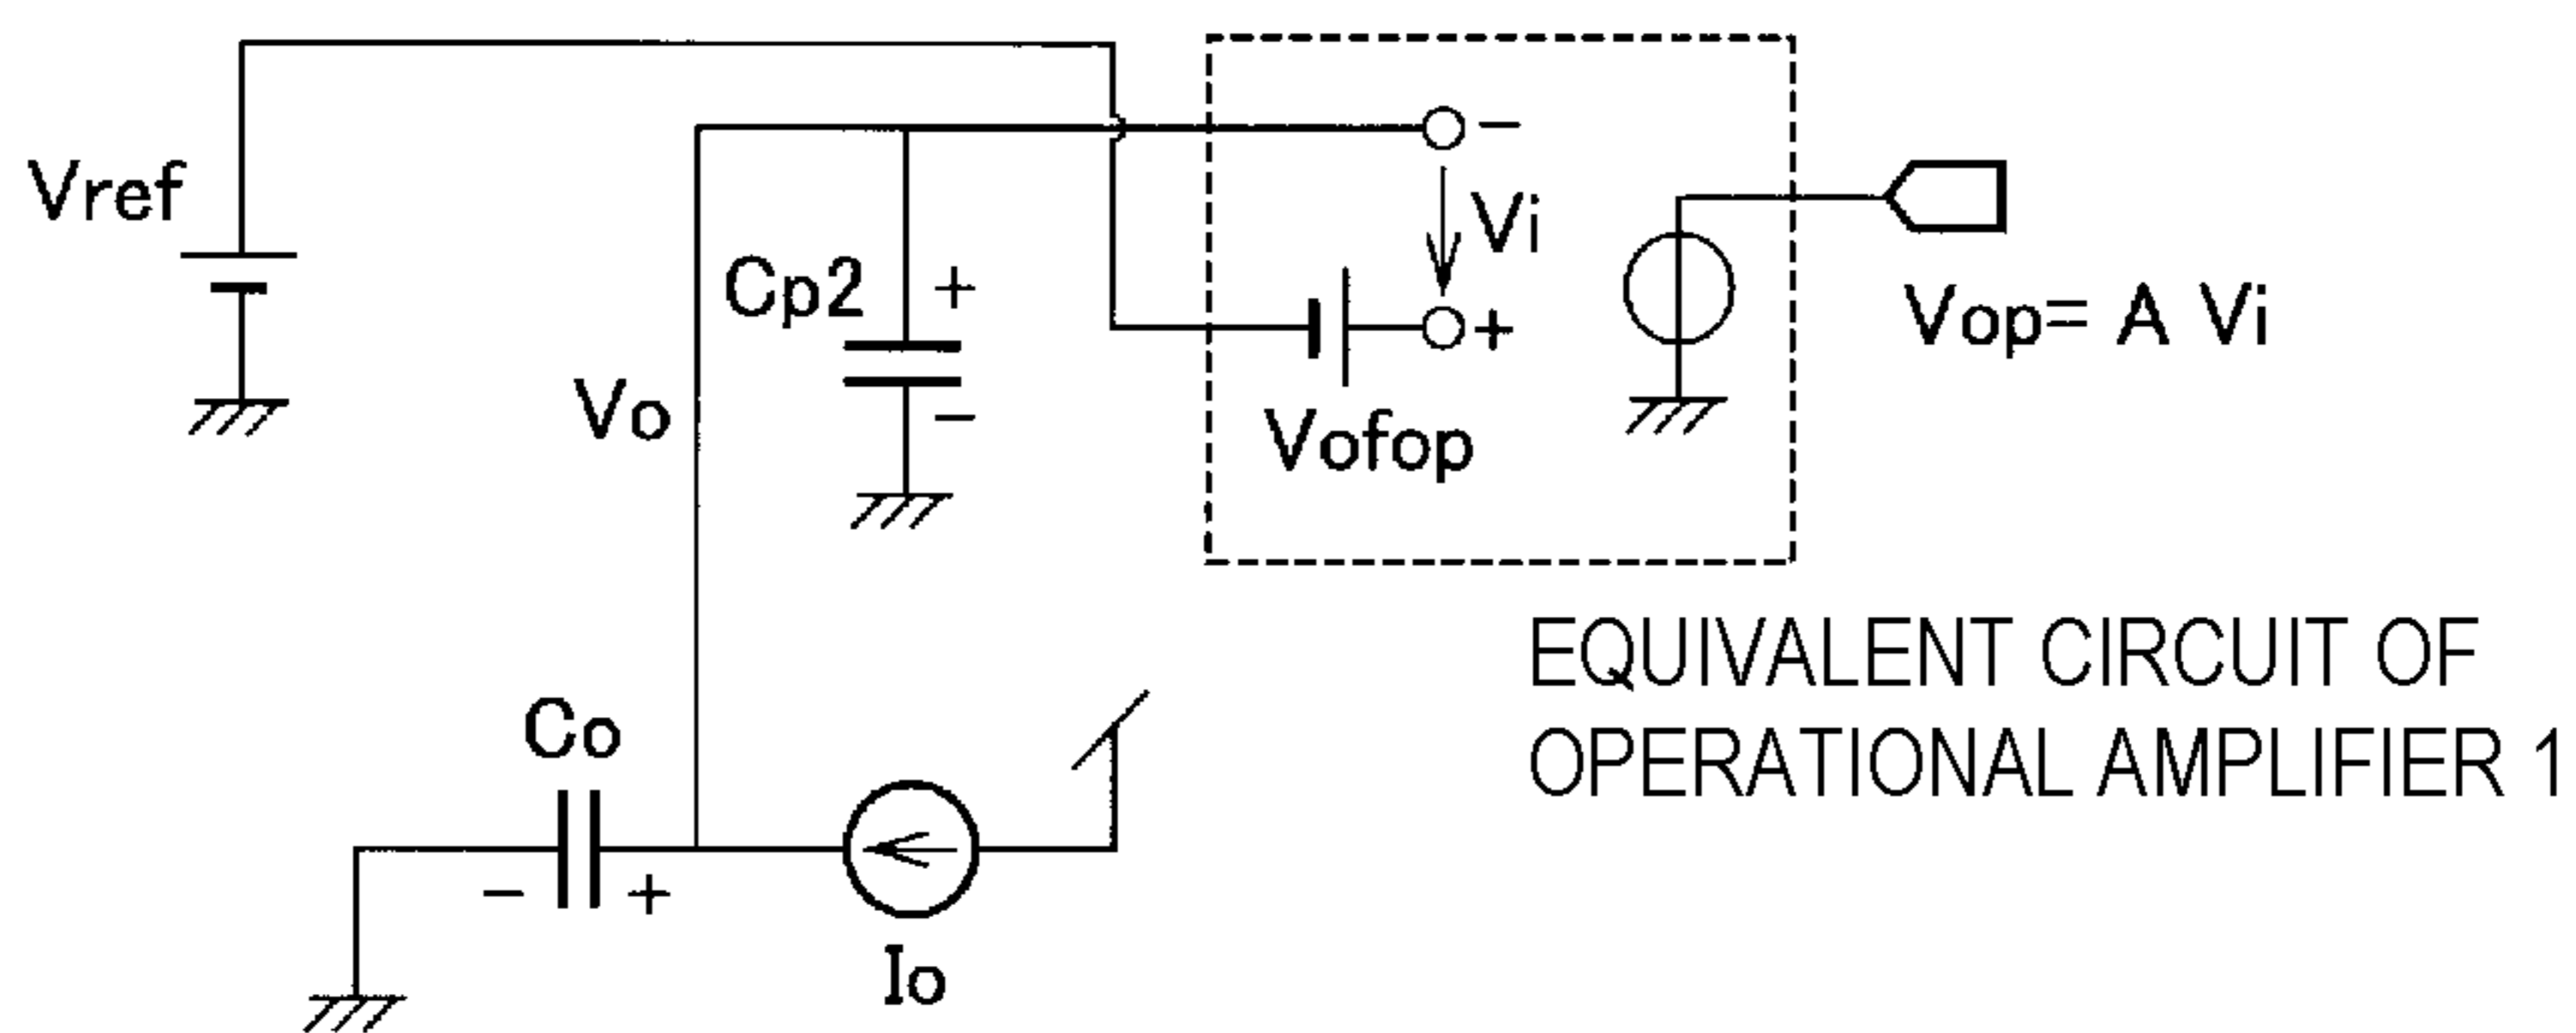 Vref
Cp2
+
-
Vo
-
Vi
+
Vofop
Vop= A Vi
EQUIVALENT CIRCUIT OF
OPERATIONAL AMPLIFIER 1
Co
- +
Io